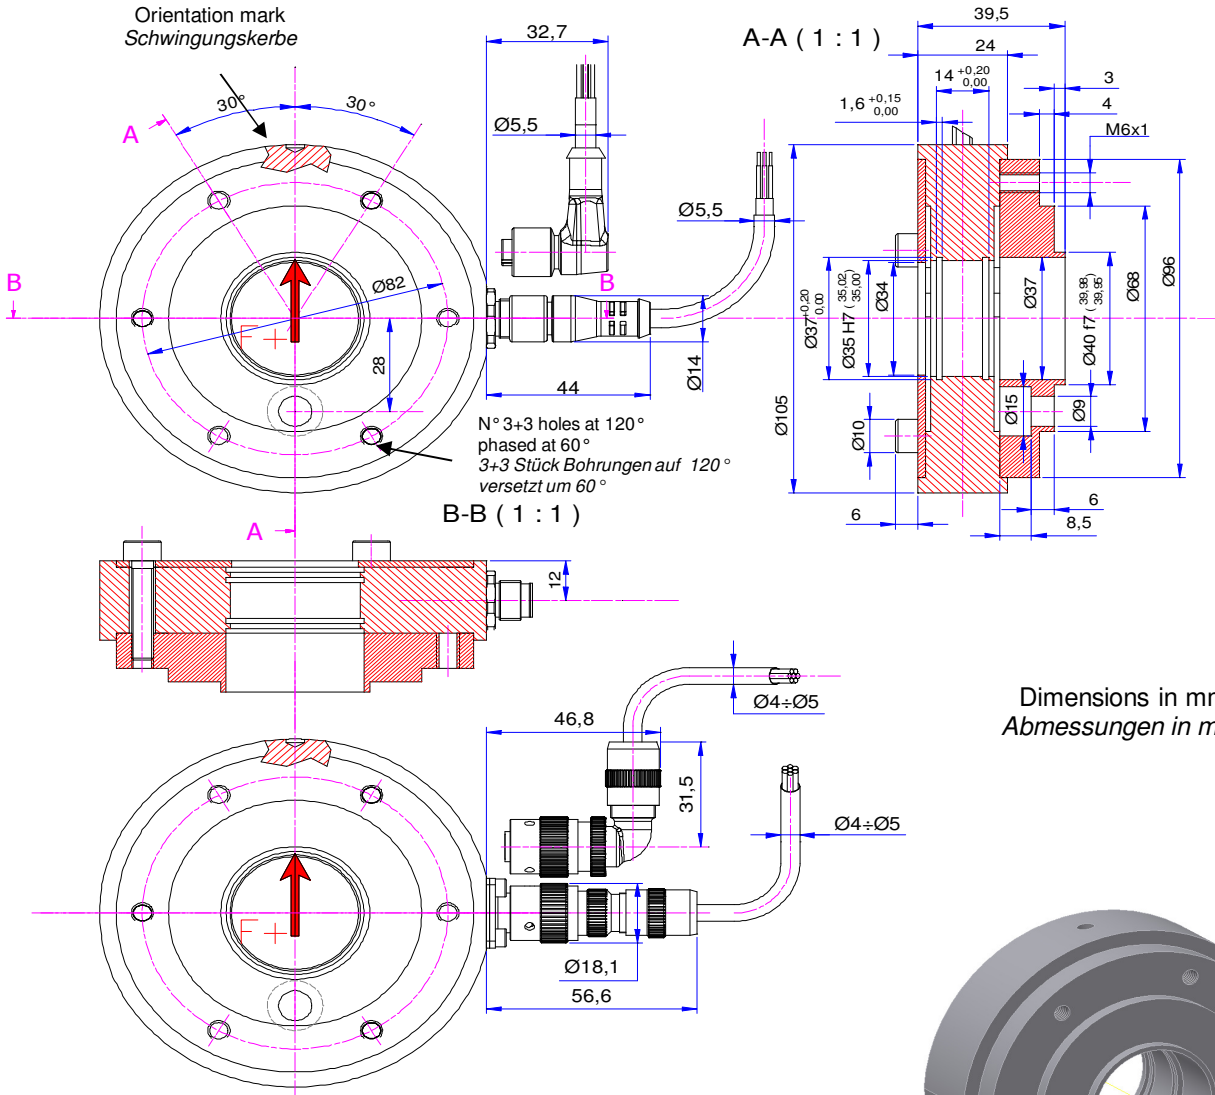 Orientation mark
Schwingungskerbe
30°
30°
A
B
Ø82
F +
28
A
32,7
Ø5,5
Ø5,5
B
Ø14
44
N° 3+3 holes at 120°
phased at 60°
3+3 Stück Bohrungen auf 120°
versetzt um 60°
B-B ( 1 : 1 )
A-A ( 1 : 1 )
39,5
24
14 +0,20 0,00
1,6 +0,15 0,00
3
4
M6x1
Ø105
Ø37 +0,20 0,00
Ø35 H7 ( 35,02 35,00 )
Ø34
Ø10
Ø37
Ø40 f7 ( 39,98 39,95 )
Ø68
Ø96
Ø15
Ø9
6
6
8,5
12
46,8
31,5
Ø4÷Ø5
Ø4÷Ø5
F +
Ø18,1
56,6
Dimensions in mm
Abmessungen in m